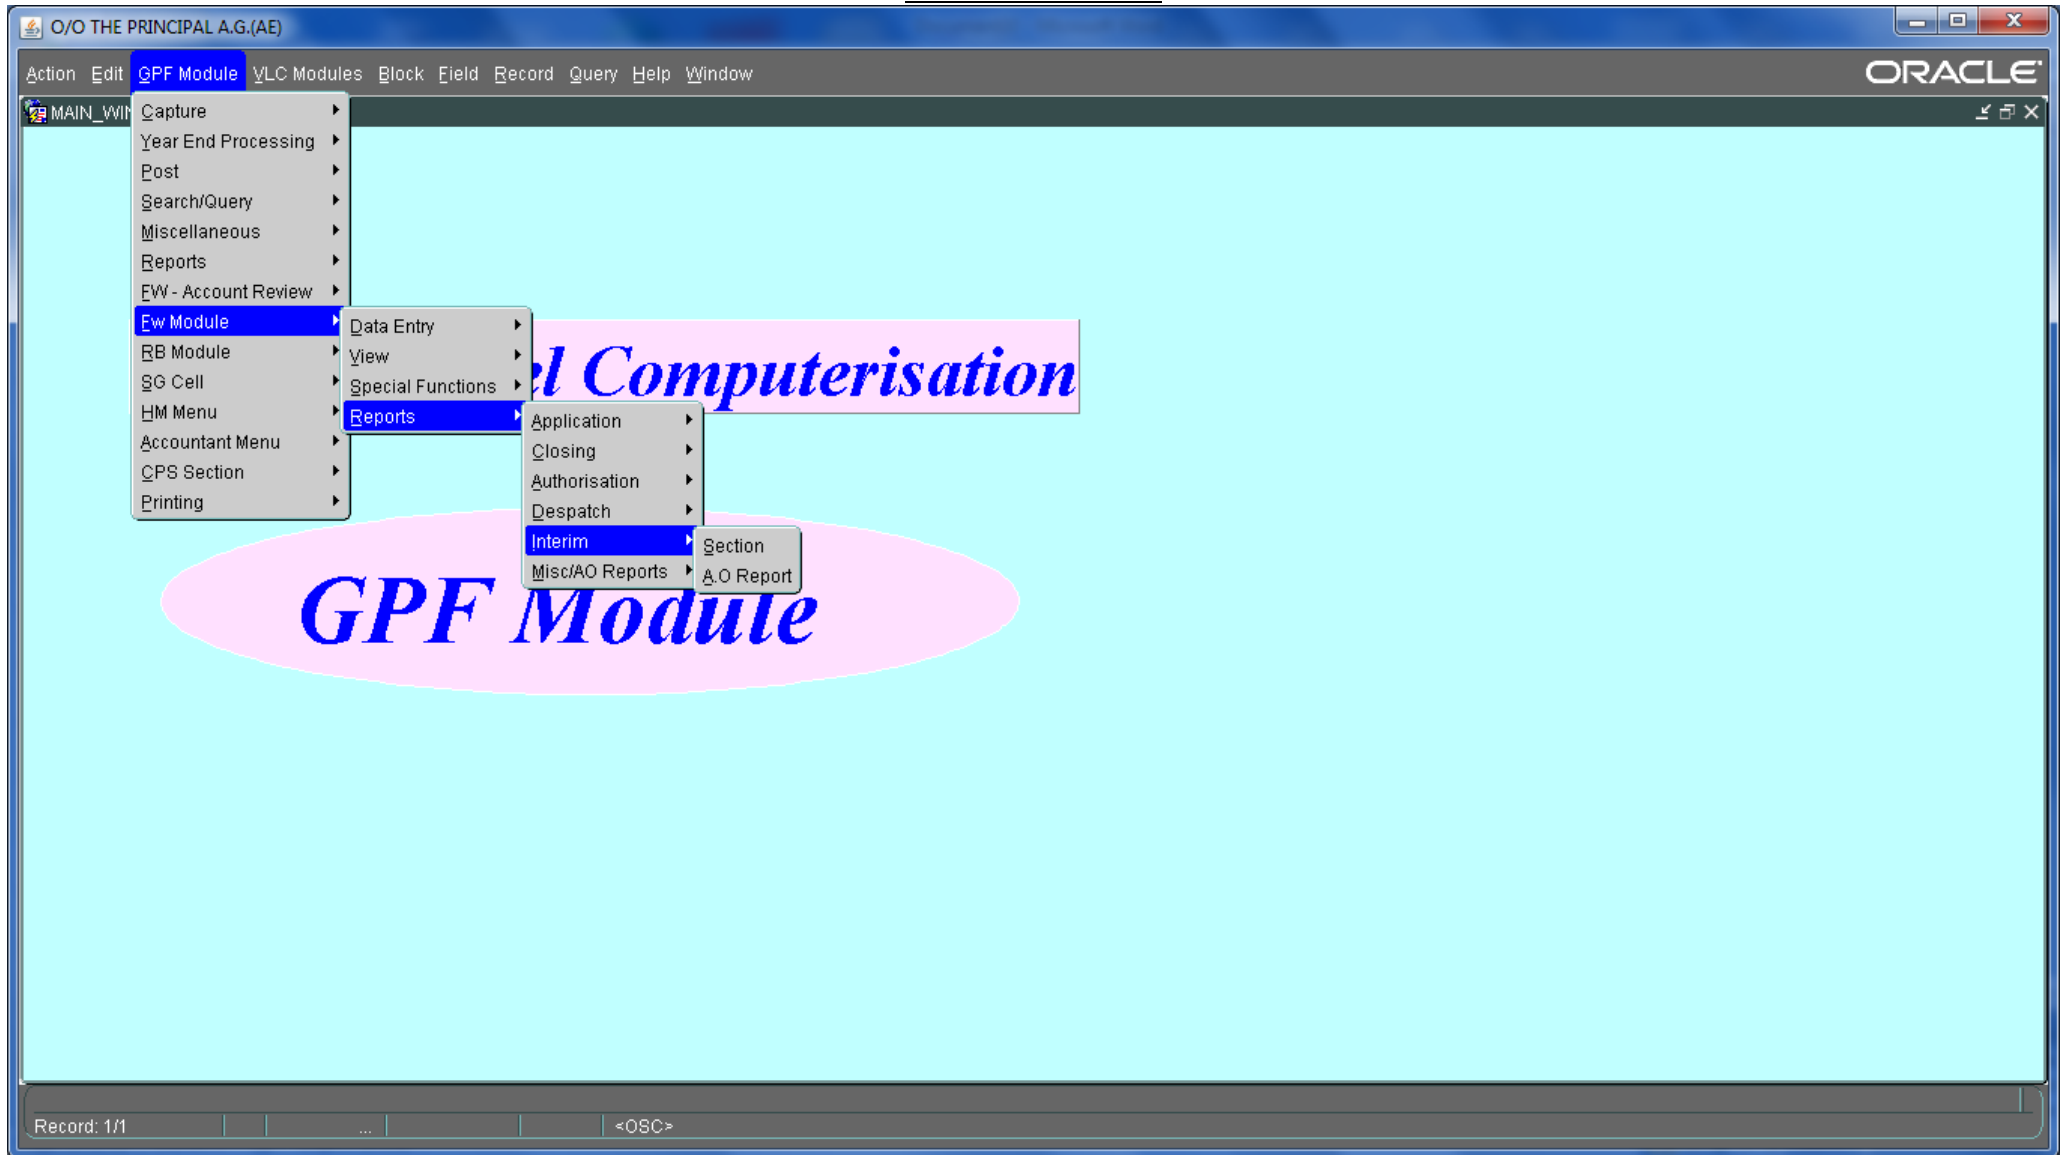 O/O THE PRINCIPAL A.G.(AE)
Action Edit GPF Module VLC Modules Block Field Record Query Help Window
ORACLE
MAIN_WIN
Capture
Year End Processing
Post
Search/Query
Miscellaneous
Reports
FW - Account Review
Fw Module
RB Module
SG Cell
HM Menu
Accountant Menu
CPS Section
Printing
Data Entry
View
Special Functions
Reports
Application
Closing
Authorisation
Despatch
Interim
Misc/AO Reports
Section
A.O Report
el Computerisation
GPF Module
Record: 1/1 ... <OSC>